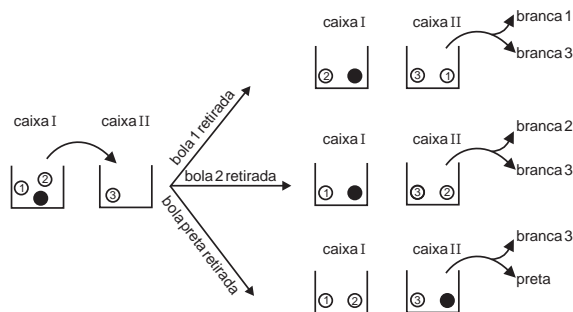 caixa I caixa II
branca 1
branca 3
2 3 1
bola 1 retirada
caixa I caixa II
1 2 3
bola 2 retirada
caixa I caixa II
branca 2
branca 3
1 3 2
bola preta retirada
caixa I caixa II
branca 3
preta
1 2 3